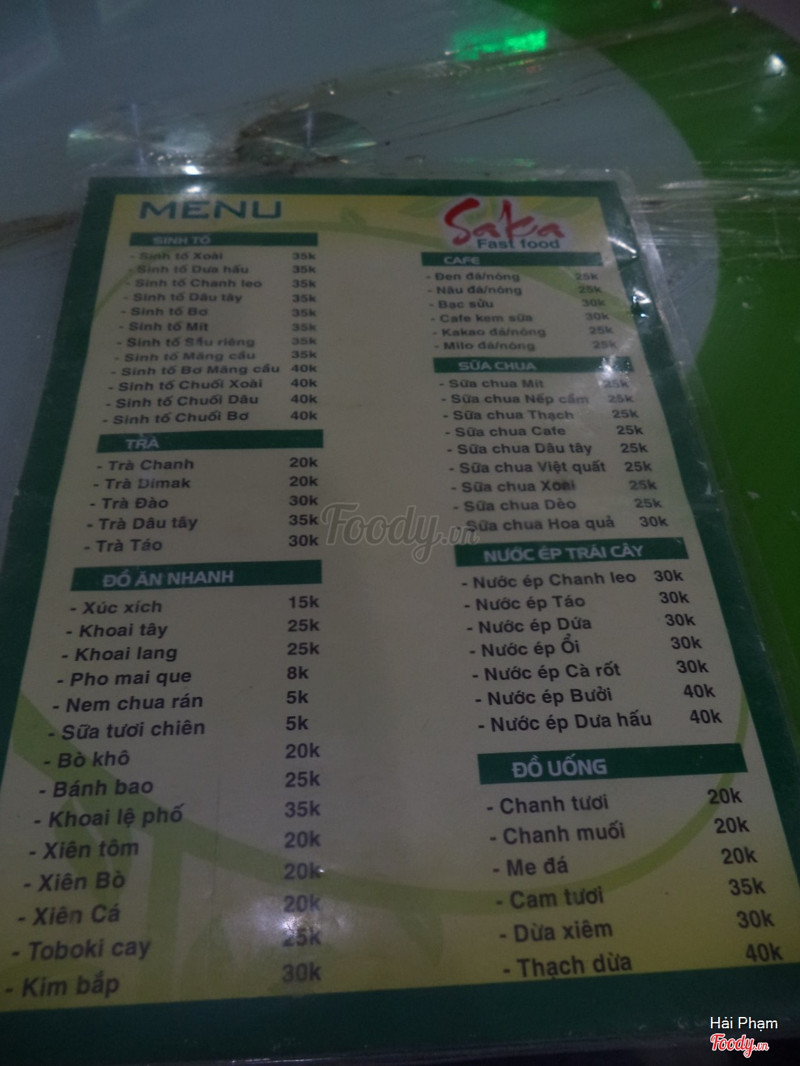 MENU
SINH TỐ
- Sinh tố Xoài 35k
- Sinh tố Dưa hấu 35k
- Sinh tố Chanh leo 35k
- Sinh tố Dâu tây 35k
- Sinh tố Bơ 35k
- Sinh tố Mít 35k
- Sinh tố Sầu riêng 35k
- Sinh tố Mãng cầu 35k
- Sinh tố Bơ Mãng cầu 40k
- Sinh tố Chuối Xoài 40k
- Sinh tố Chuối Dâu 40k
- Sinh tố Chuối Bơ 40k
TRÀ
- Trà Chanh 20k
- Trà Dimak 20k
- Trà Đào 30k
- Trà Dâu tây 35k
- Trà Táo 30k
ĐỒ ĂN NHANH
- Xúc xích 15k
- Khoai tây 25k
- Khoai lang 25k
- Pho mai que 8k
- Nem chua rán 5k
- Sữa tươi chiên 5k
- Bò khô 20k
- Bánh bao 25k
- Khoai lệ phố 35k
- Xiên tôm 20k
- Xiên Bò 20k
- Xiên Cá 20k
- Toboki cay 25k
- Kim bắp 30k
Saka
Fast food
CAFE
- Đen đá/nóng 25k
- Nâu đá/nóng 25k
- Bạc sửu 30k
- Cafe kem sữa 30k
- Kakao đá/nóng 25k
- Milo đá/nóng 25k
SỮA CHUA
- Sữa chua Mít 25k
- Sữa chua Nếp cẩm 25k
- Sữa chua Thạch 25k
- Sữa chua Cafe 25k
- Sữa chua Dâu tây 25k
- Sữa chua Việt quất 25k
- Sữa chua Xoài 25k
- Sữa chua Dẻo 25k
- Sữa chua Hoa quả 30k
NƯỚC ÉP TRÁI CÂY
- Nước ép Chanh leo 30k
- Nước ép Táo 30k
- Nước ép Dứa 30k
- Nước ép Ổi 30k
- Nước ép Cà rốt 30k
- Nước ép Bưởi 40k
- Nước ép Dưa hấu 40k
ĐỒ UỐNG
- Chanh tươi 20k
- Chanh muối 20k
- Me đá 20k
- Cam tươi 35k
- Dừa xiêm 30k
- Thạch dừa 40k
Foody.vn
Hải Phạm
Foody.vn